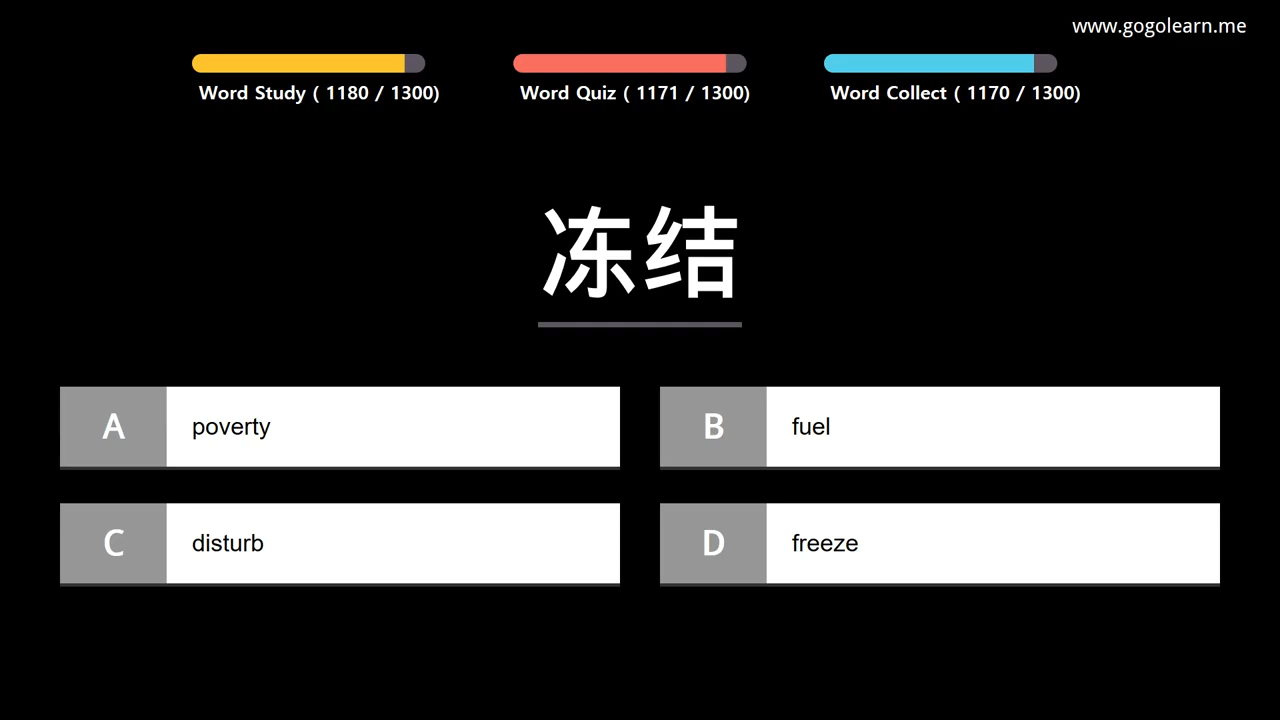 www.gogolearn.me
Word Study ( 1180 / 1300)
Word Quiz ( 1171 / 1300)
Word Collect ( 1170 / 1300)
冻结
A poverty
B fuel
C disturb
D freeze